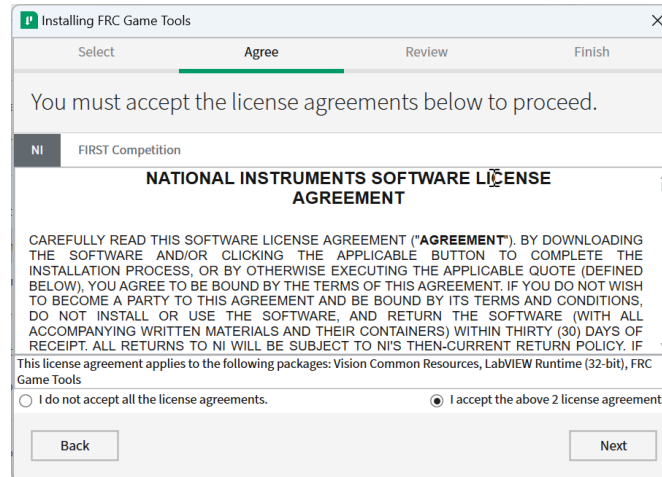 Installing FRC Game Tools
Select Agree Review Finish
You must accept the license agreements below to proceed.
NI FIRST Competition
NATIONAL INSTRUMENTS SOFTWARE LICENSE
AGREEMENT
CAREFULLY READ THIS SOFTWARE LICENSE AGREEMENT ("AGREEMENT"). BY DOWNLOADING
THE SOFTWARE AND/OR CLICKING THE APPLICABLE BUTTON TO COMPLETE THE
INSTALLATION PROCESS, OR BY OTHERWISE EXECUTING THE APPLICABLE QUOTE (DEFINED
BELOW), YOU AGREE TO BE BOUND BY THE TERMS OF THIS AGREEMENT. IF YOU DO NOT WISH
TO BECOME A PARTY TO THIS AGREEMENT AND BE BOUND BY ITS TERMS AND CONDITIONS,
DO NOT INSTALL OR USE THE SOFTWARE, AND RETURN THE SOFTWARE (WITH ALL
ACCOMPANYING WRITTEN MATERIALS AND THEIR CONTAINERS) WITHIN THIRTY (30) DAYS OF
RECEIPT. ALL RETURNS TO NI WILL BE SUBJECT TO NI'S THEN-CURRENT RETURN POLICY. IF
This license agreement applies to the following packages: Vision Common Resources, LabVIEW Runtime (32-bit), FRC
Game Tools
I do not accept all the license agreements. I accept the above 2 license agreement
Back Next